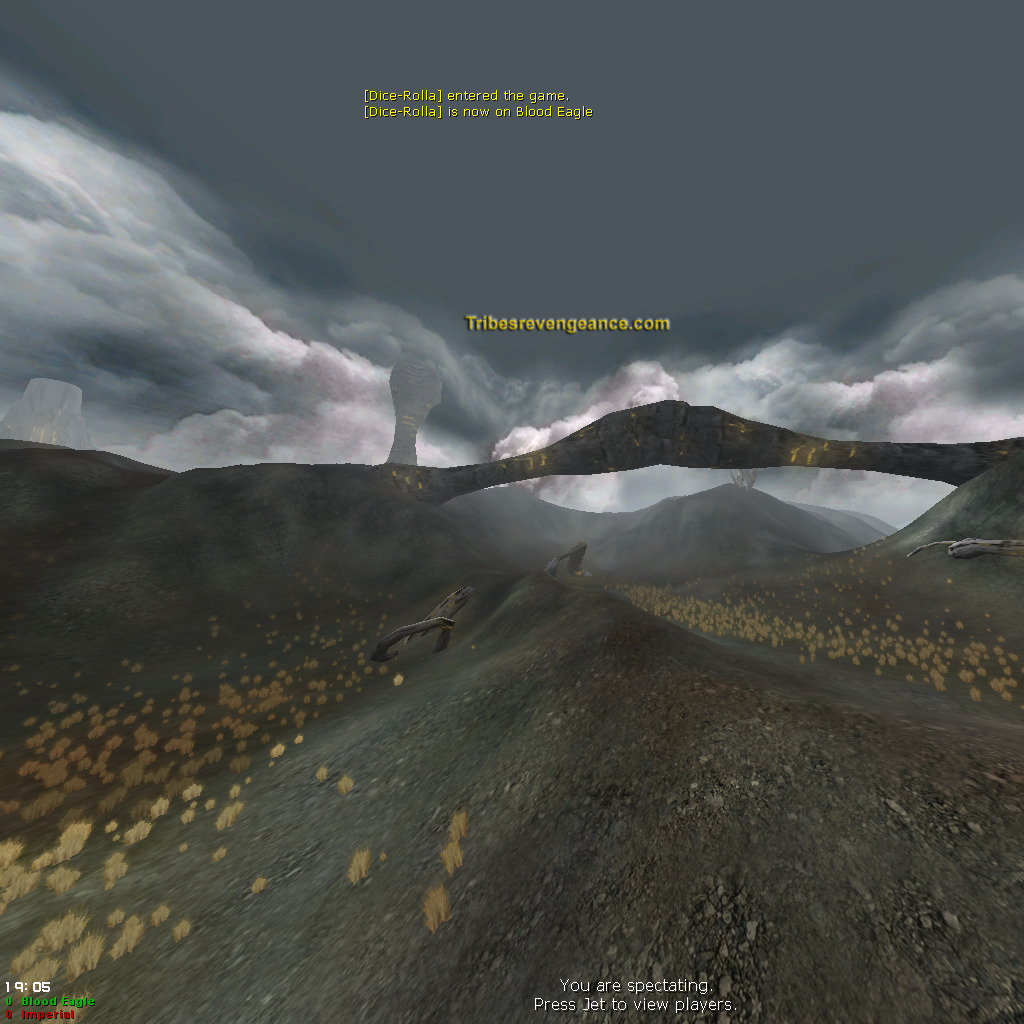 [Dice-Rolla] entered the game.
[Dice-Rolla] is now on Blood Eagle
Tribesrevengeance.com
You are spectating.
Press Jet to view players.
19:05
0 Blood Eagle
0 Imperial